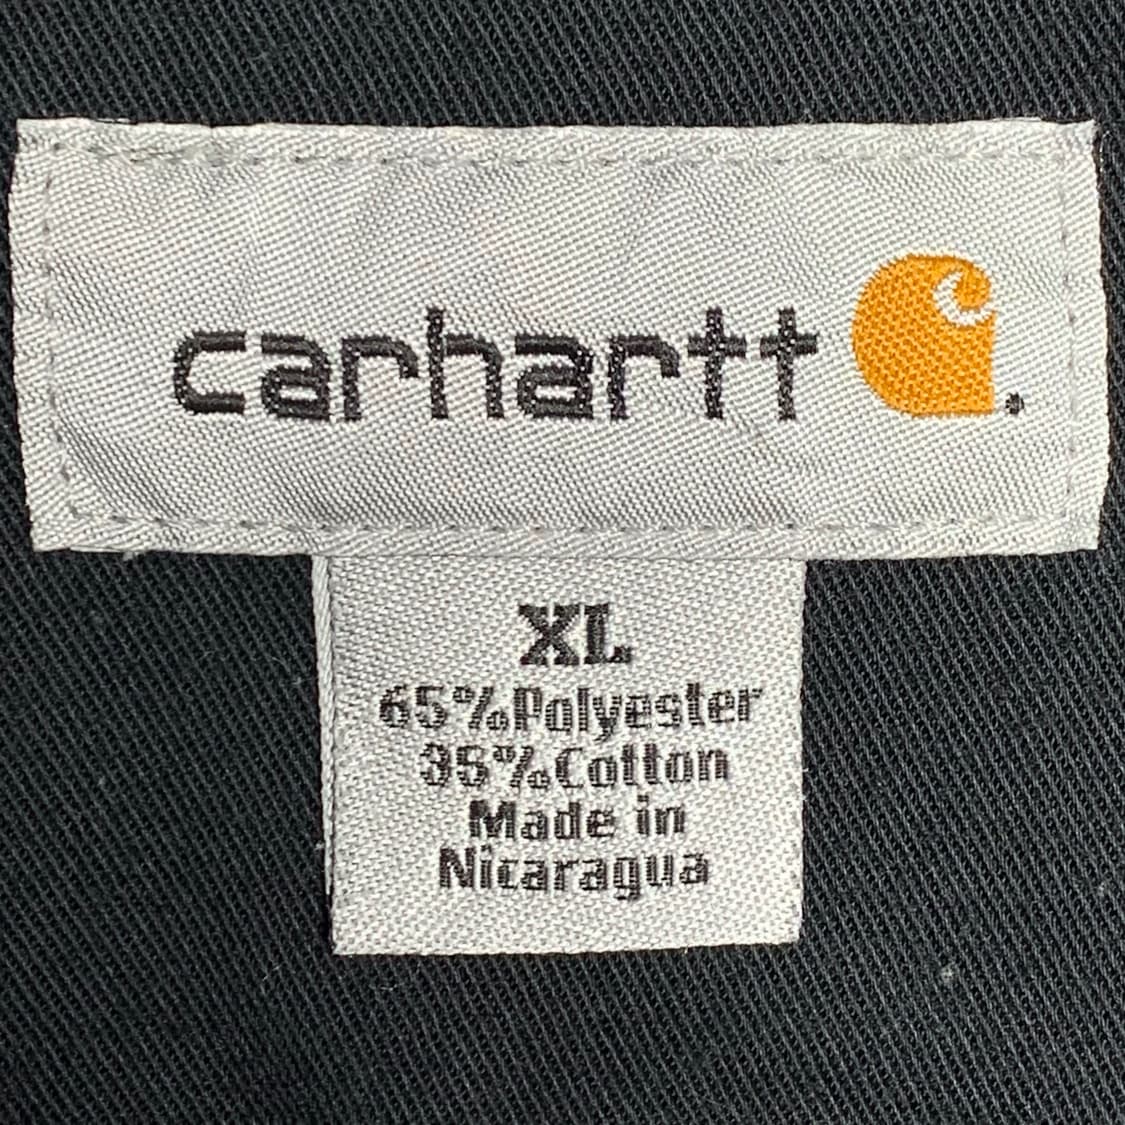 carhartt
XL
65%Polyester
35%Cotton
Made in
Nicaragua